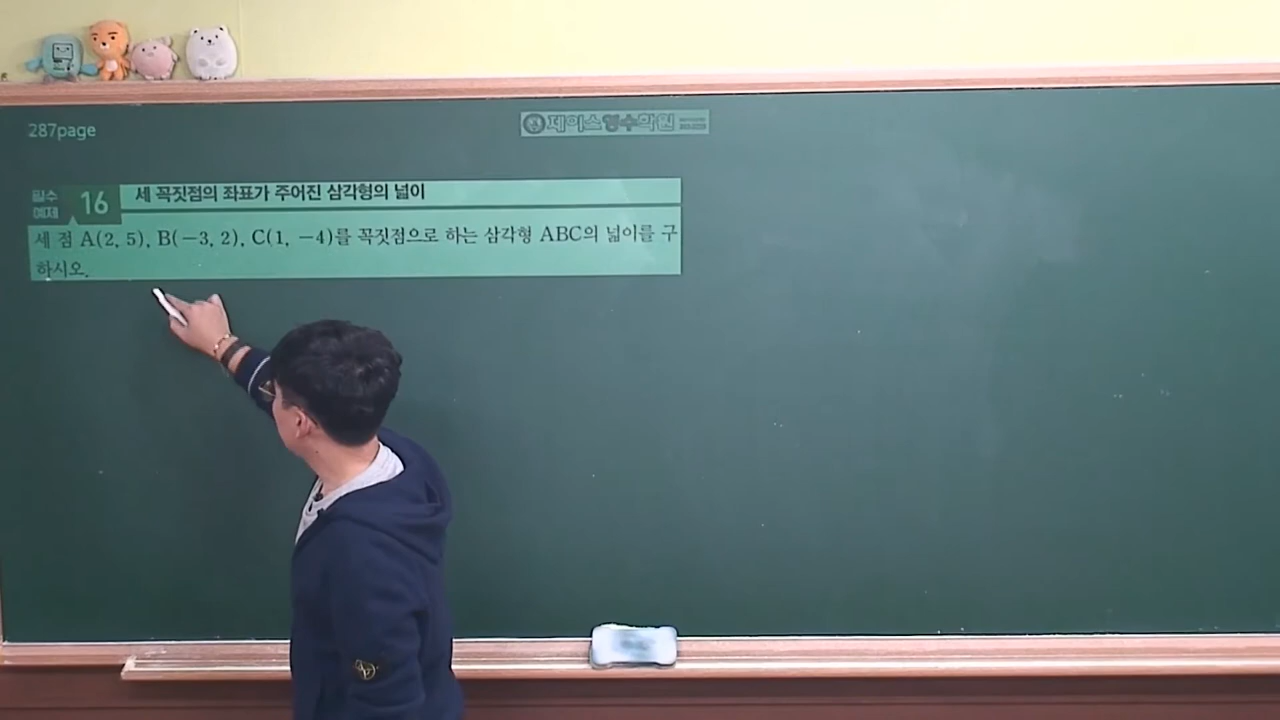 287page
제이스영수학원
필수
예제
16
세 꼭짓점의 좌표가 주어진 삼각형의 넓이
세 점 A(2, 5), B(−3, 2), C(1, −4)를 꼭짓점으로 하는 삼각형 ABC의 넓이를 구
하시오.